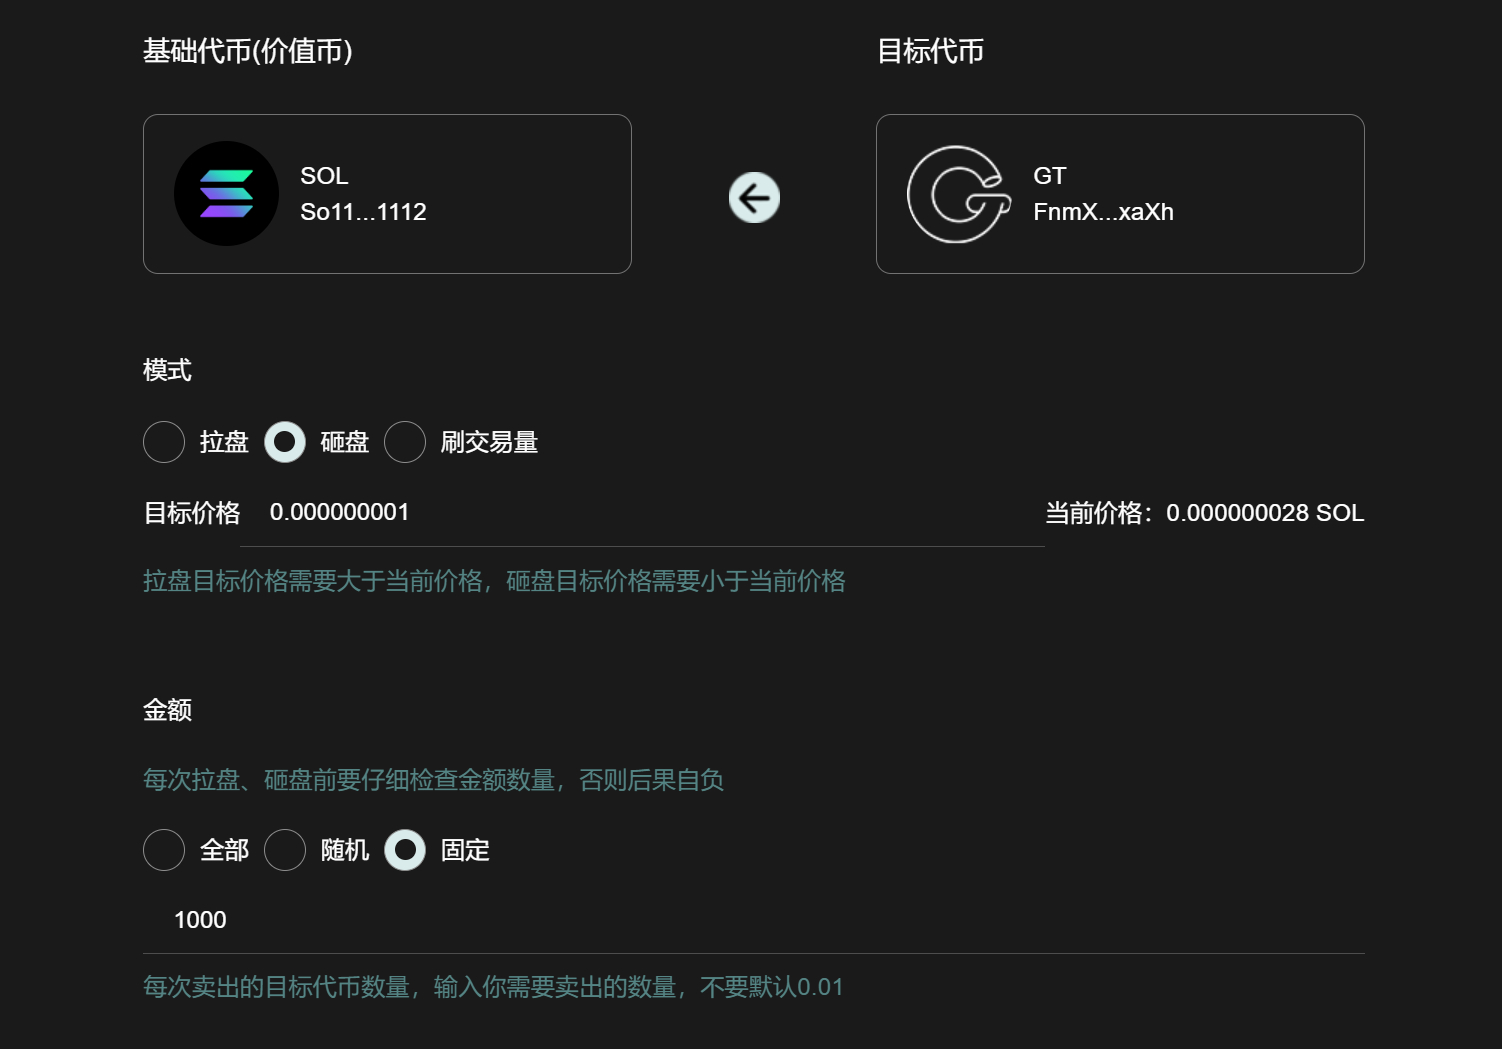 基础代币(价值币)
目标代币
SOL
So11...1112
GT
FnmX...xaXh
模式
拉盘 砸盘 刷交易量
目标价格 0.000000001 当前价格：0.000000028 SOL
拉盘目标价格需要大于当前价格，砸盘目标价格需要小于当前价格
金额
每次拉盘、砸盘前要仔细检查金额数量，否则后果自负
全部 随机 固定
1000
每次卖出的目标代币数量，输入你需要卖出的数量，不要默认0.01